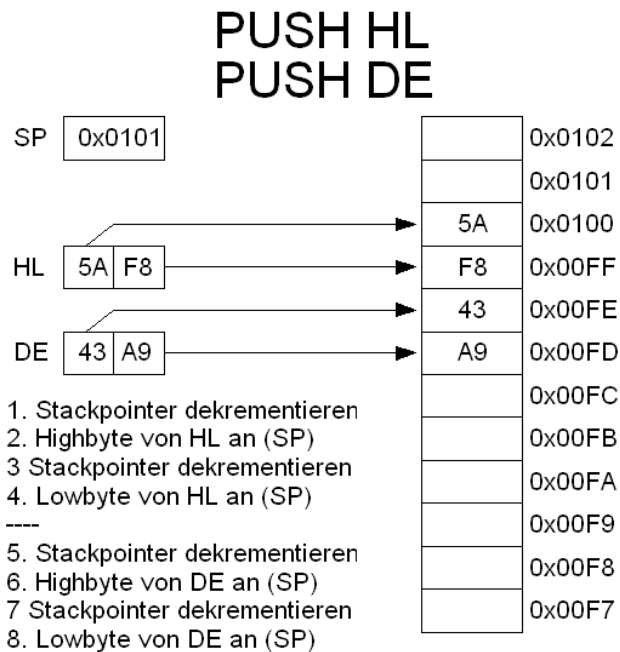 PUSH HL
PUSH DE
SP 0x0101 0x0102
0x0101
5A 0x0100
HL 5A F8 F8 0x00FF
43 0x00FE
DE 43 A9 A9 0x00FD
0x00FC
0x00FB
0x00FA
0x00F9
0x00F8
0x00F7
1. Stackpointer dekrementieren
2. Highbyte von HL an (SP)
3 Stackpointer dekrementieren
4. Lowbyte von HL an (SP)
----
5. Stackpointer dekrementieren
6. Highbyte von DE an (SP)
7 Stackpointer dekrementieren
8. Lowbyte von DE an (SP)